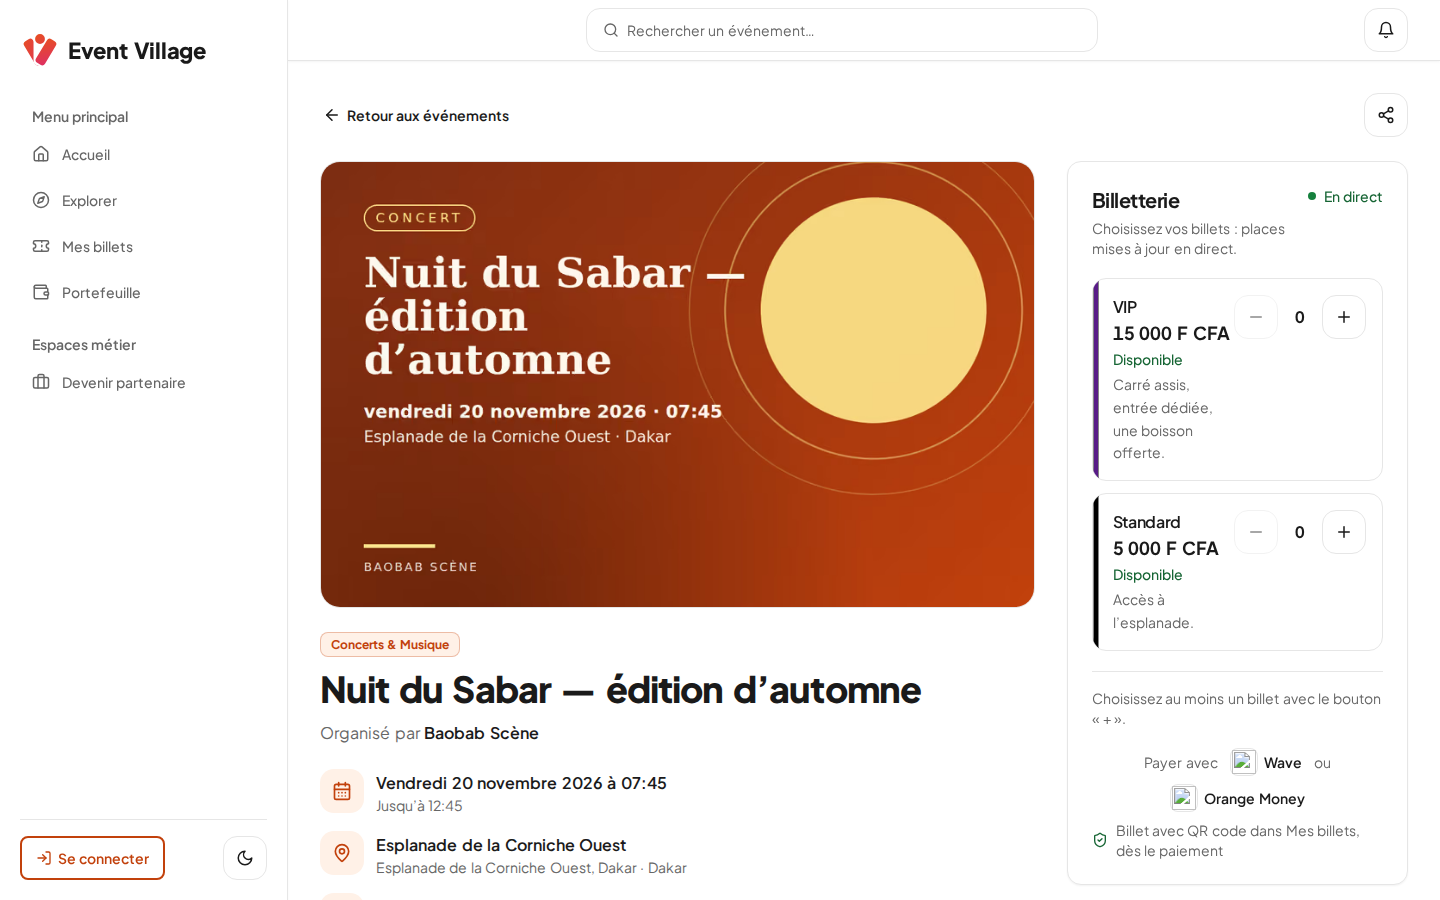 Event Village
Rechercher un événement…
Menu principal
Accueil
Explorer
Mes billets
Portefeuille
Espaces métier
Devenir partenaire
Se connecter
Retour aux événements
CONCERT
Nuit du Sabar —
édition
d’automne
vendredi 20 novembre 2026 · 07:45
Esplanade de la Corniche Ouest · Dakar
BAOBAB SCÈNE
Concerts & Musique
Nuit du Sabar — édition d’automne
Organisé par Baobab Scène
Vendredi 20 novembre 2026 à 07:45
Jusqu’à 12:45
Esplanade de la Corniche Ouest
Esplanade de la Corniche Ouest, Dakar · Dakar
Billetterie
En direct
Choisissez vos billets : places
mises à jour en direct.
VIP
15 000 F CFA
0
Disponible
Carré assis,
entrée dédiée,
une boisson
offerte.
Standard
5 000 F CFA
0
Disponible
Accès à
l’esplanade.
Choisissez au moins un billet avec le bouton
« + ».
Payer avec Wave ou
Orange Money
Billet avec QR code dans Mes billets,
dès le paiement